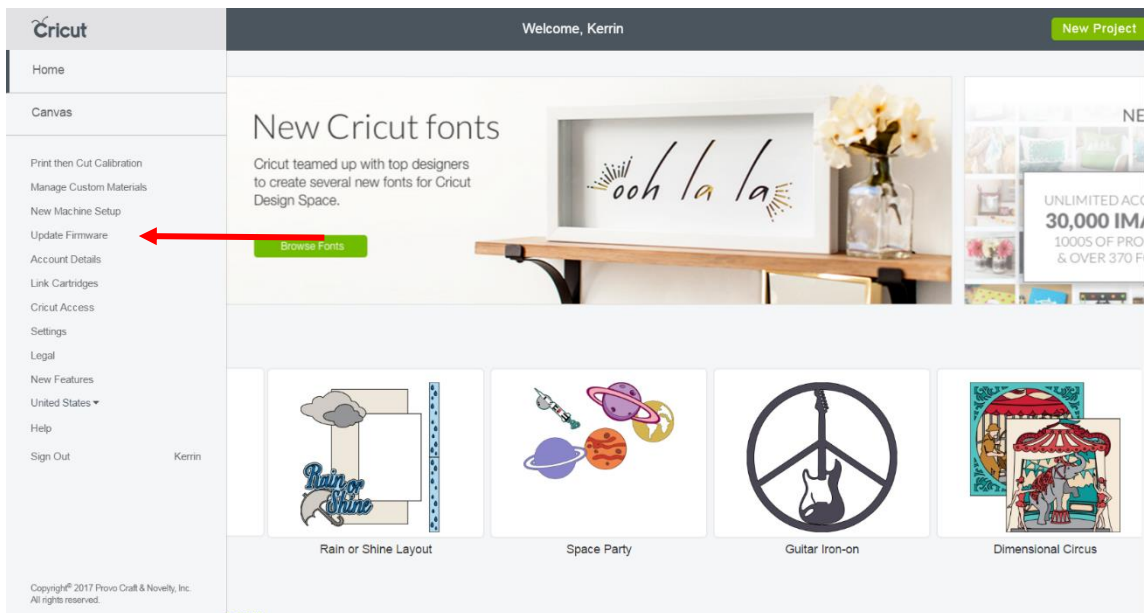 Cricut
Welcome, Kerrin
New Project
Home
Canvas
Print then Cut Calibration
Manage Custom Materials
New Machine Setup
Update Firmware
Account Details
Link Cartridges
Cricut Access
Settings
Legal
New Features
United States
Help
Sign Out Kerrin
Copyright© 2017 Provo Craft & Novelty, Inc.
All rights reserved.
New Cricut fonts
Cricut teamed up with top designers
to create several new fonts for Cricut
Design Space.
Browse Fonts
ooh la la
NE
UNLIMITED ACC
30,000 IMA
1000S OF PRO
& OVER 370 F
Rain or
Shine
Rain or Shine Layout
Space Party
Guitar Iron-on
Dimensional Circus